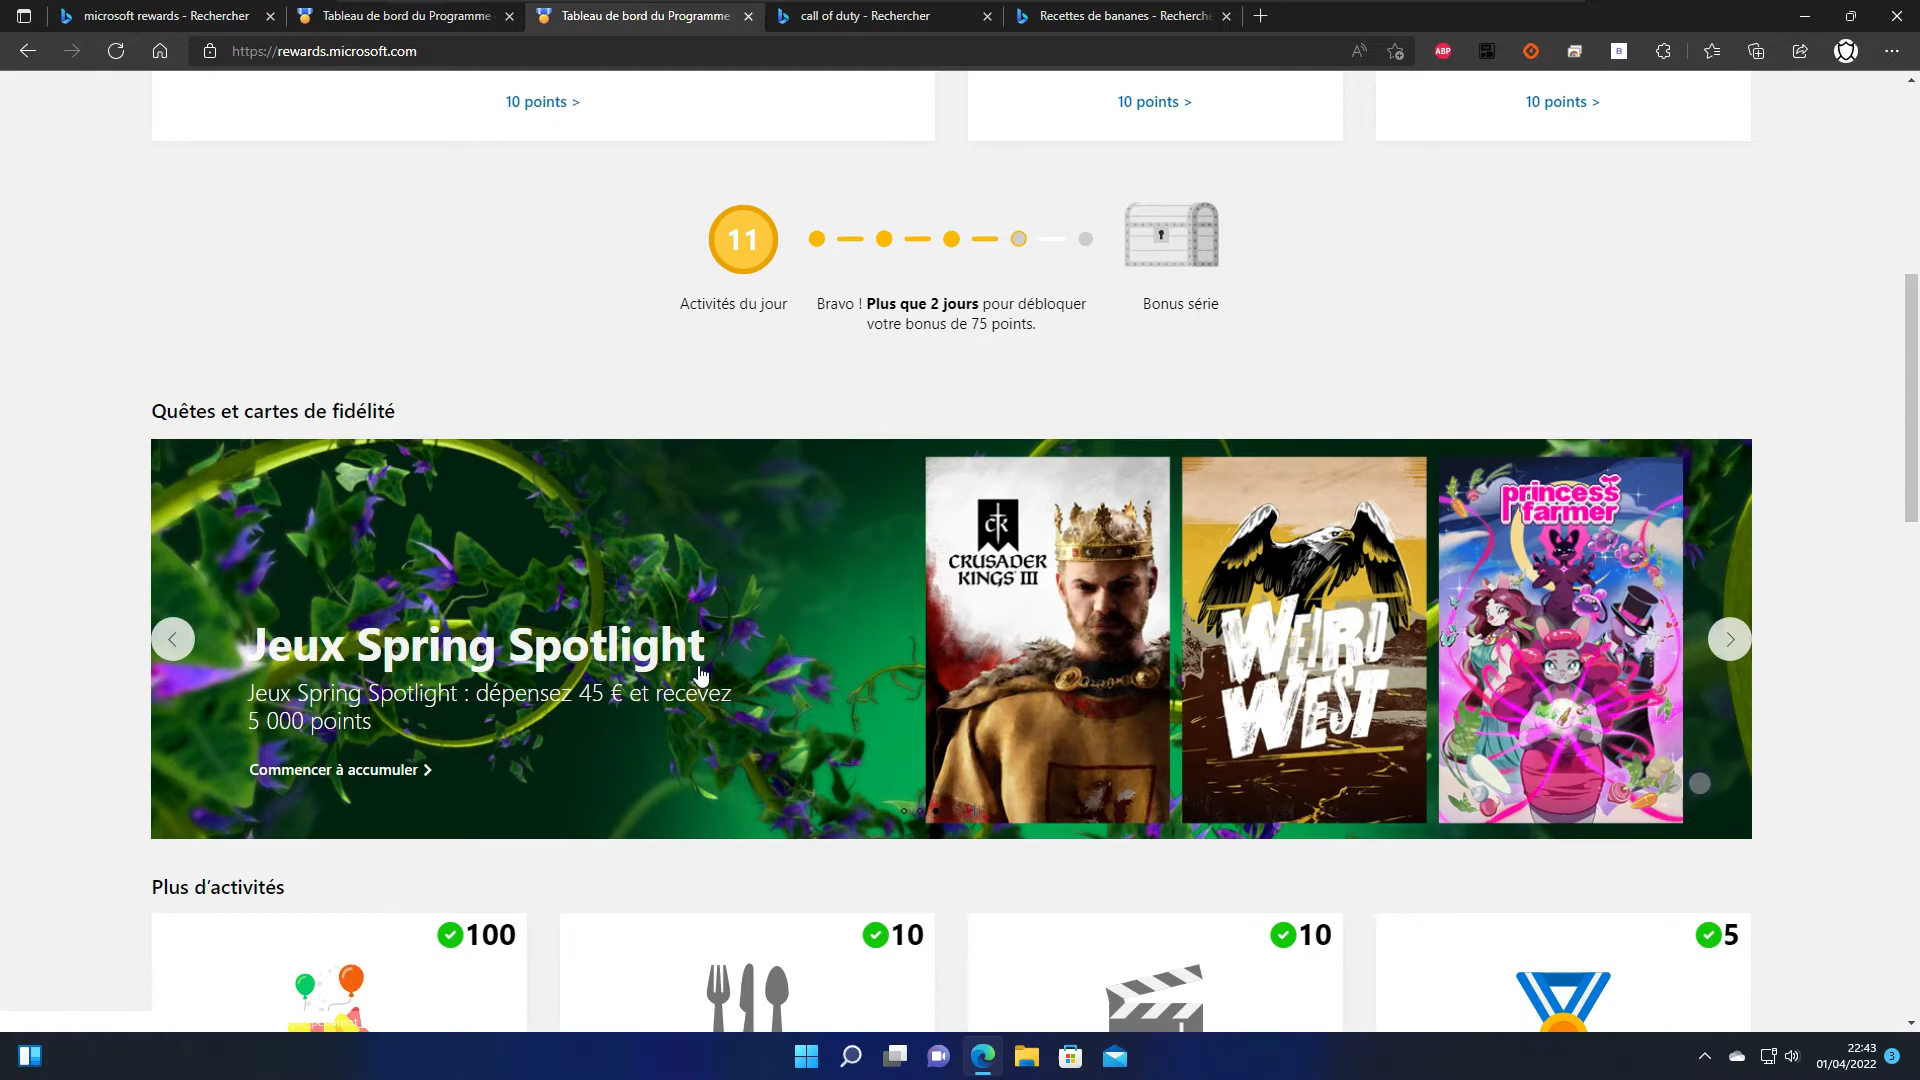 microsoft rewards - Rechercher
Tableau de bord du Programme
Tableau de bord du Programme
call of duty - Rechercher
Recettes de bananes - Recherche
https://rewards.microsoft.com
ABP
B
10 points >
10 points >
10 points >
11
Activités du jour
Bravo ! Plus que 2 jours pour débloquer
votre bonus de 75 points.
Bonus série
Quêtes et cartes de fidélité
CRUSADER
KINGS III
WEIRD
WEST
princess
farmer
Jeux Spring Spotlight
Jeux Spring Spotlight : dépensez 45 € et recevez
5 000 points
Commencer à accumuler >
Plus d'activités
100
10
10
5
22:43
01/04/2022
3